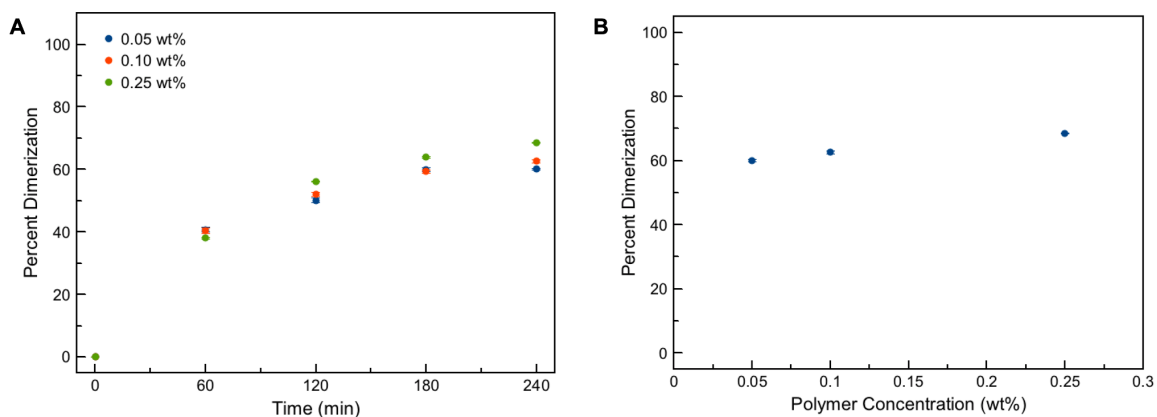 A
0.05 wt%
0.10 wt%
0.25 wt%
Percent Dimerization
100
80
60
40
20
0
0 60 120 180 240
Time (min)
B
Percent Dimerization
100
80
60
40
20
0
0 0.05 0.1 0.15 0.2 0.25 0.3
Polymer Concentration (wt%)